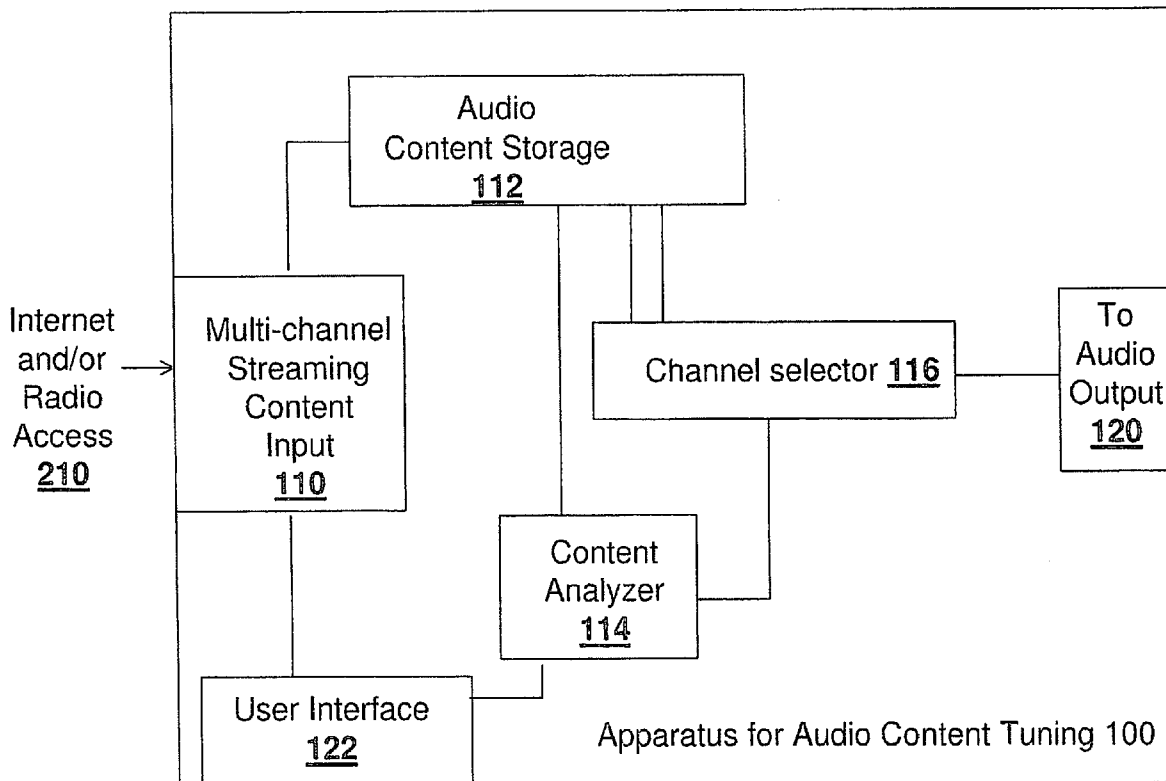 Audio
Content Storage
112
Internet
and/or
Radio
Access
210
Multi-channel
Streaming
Content
Input
110
Channel selector 116
To
Audio
Output
120
Content
Analyzer
114
User Interface
122
Apparatus for Audio Content Tuning 100